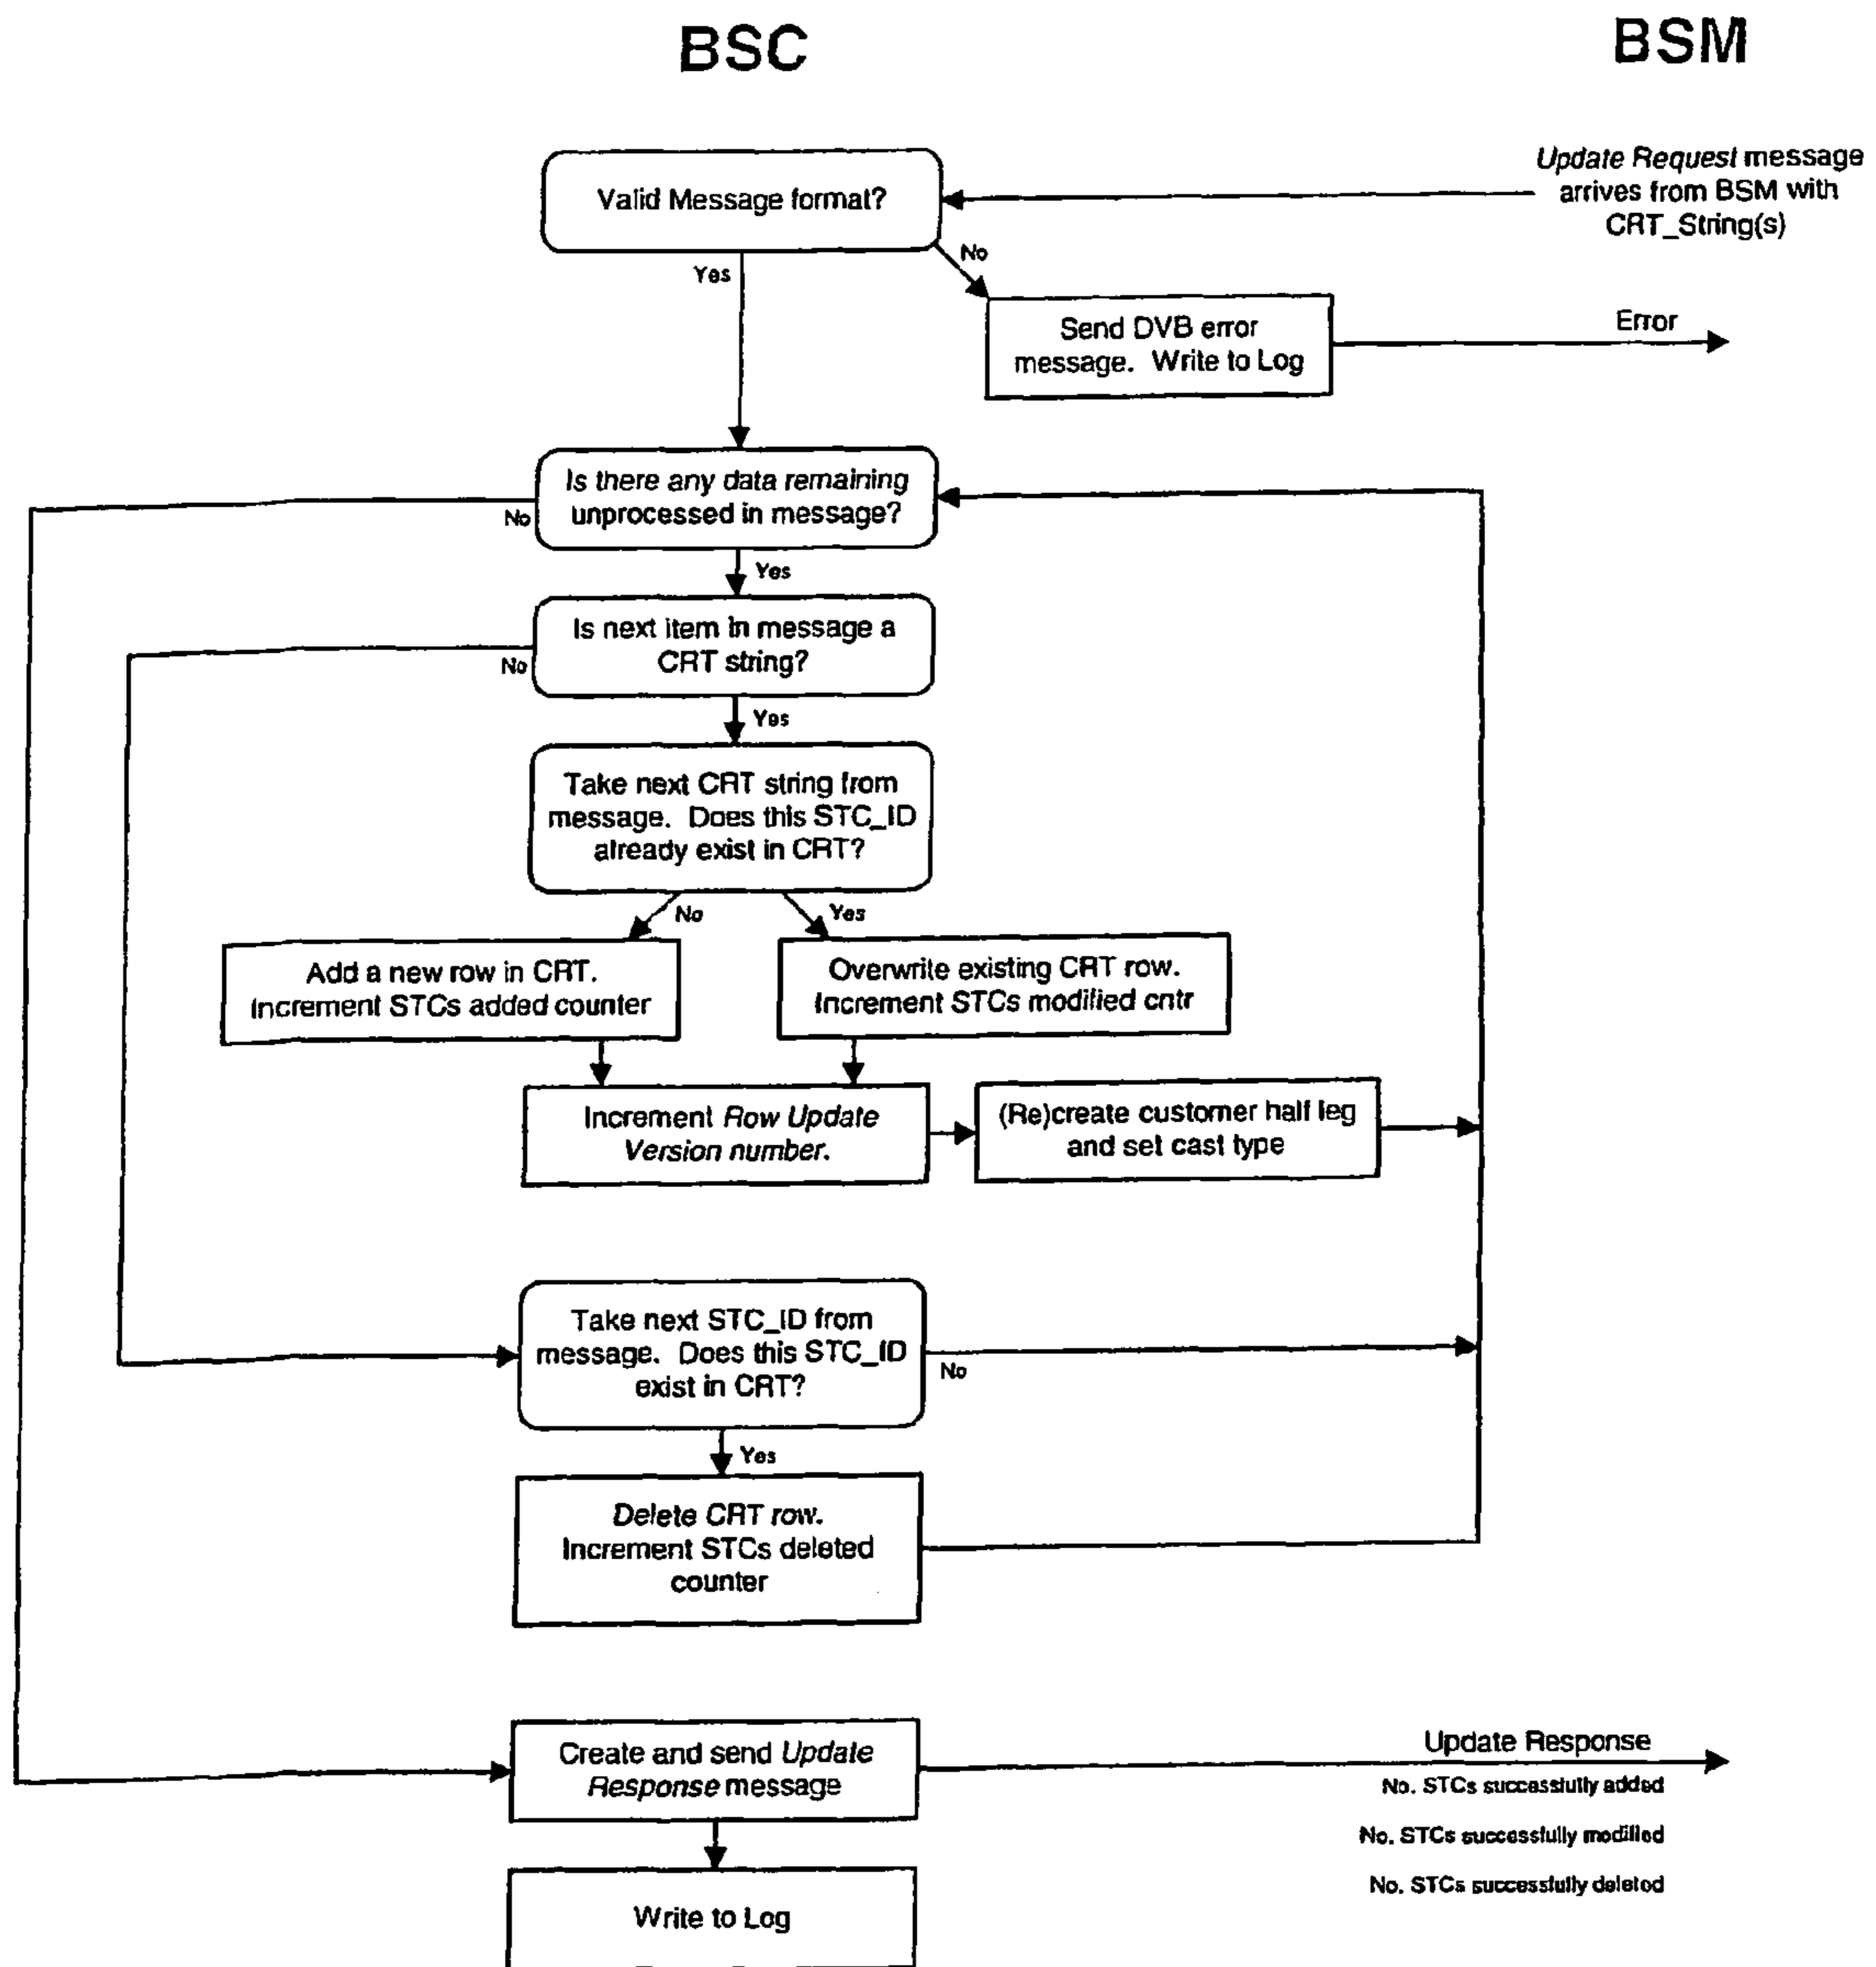 BSC
BSM
Update Request message
arrives from BSM with
CRT_String(s)
Valid Message format?
No
Yes
Send DVB error
message. Write to Log
Error
Is there any data remaining
unprocessed in message?
No
Yes
Is next item in message a
CRT string?
No
Yes
Take next CRT string from
message. Does this STC_ID
already exist in CRT?
No
Yes
Add a new row in CRT.
Increment STCs added counter
Overwrite existing CRT row.
Increment STCs modified cntr
Increment Row Update
Version number.
(Re)create customer half leg
and set cast type
Take next STC_ID from
message. Does this STC_ID
exist in CRT?
No
Yes
Delete CRT row.
Increment STCs deleted
counter
Create and send Update
Response message
Update Response
No. STCs successfully added
No. STCs successfully modified
No. STCs successfully deleted
Write to Log